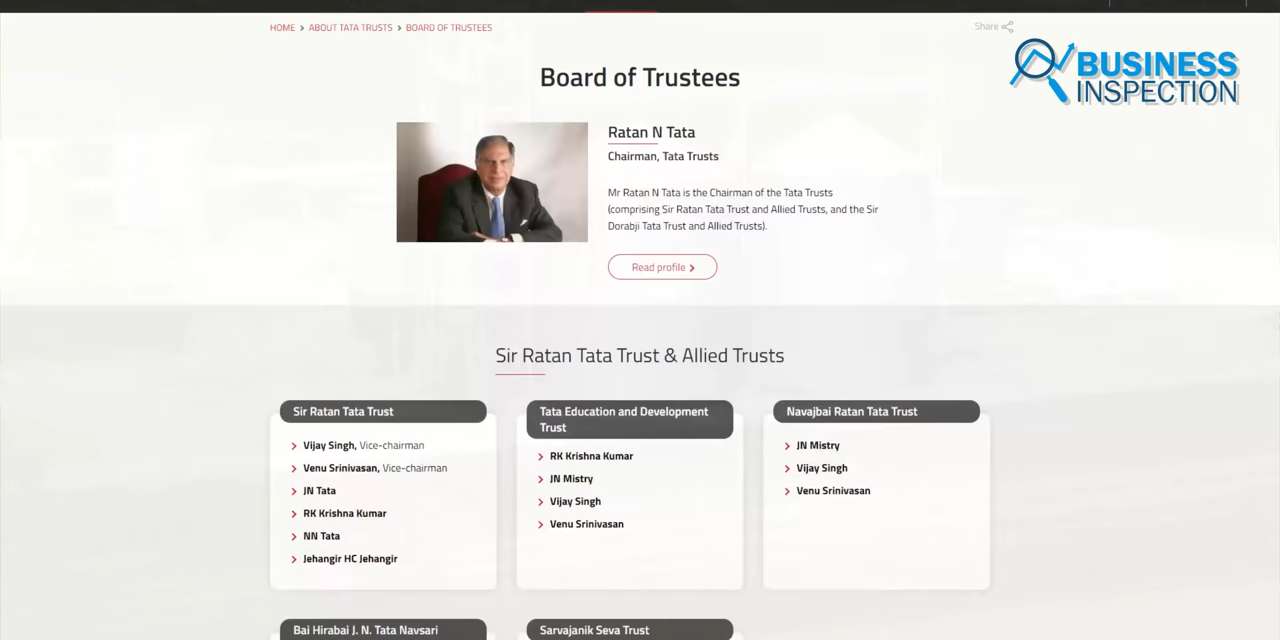 HOME > ABOUT TATA TRUSTS > BOARD OF TRUSTEES
Share
BUSINESS
INSPECTION
Board of Trustees
Ratan N Tata
Chairman, Tata Trusts
Mr Ratan N Tata is the Chairman of the Tata Trusts
(comprising Sir Ratan Tata Trust and Allied Trusts, and the Sir
Dorabji Tata Trust and Allied Trusts).
Read profile >
Sir Ratan Tata Trust & Allied Trusts
Sir Ratan Tata Trust
> Vijay Singh, Vice-chairman
> Venu Srinivasan, Vice-chairman
> JN Tata
> RK Krishna Kumar
> NN Tata
> Jehangir HC Jehangir
Tata Education and Development
Trust
> RK Krishna Kumar
> JN Mistry
> Vijay Singh
> Venu Srinivasan
Navajbai Ratan Tata Trust
> JN Mistry
> Vijay Singh
> Venu Srinivasan
Bai Hirabai J. N. Tata Navsari
Sarvajanik Seva Trust